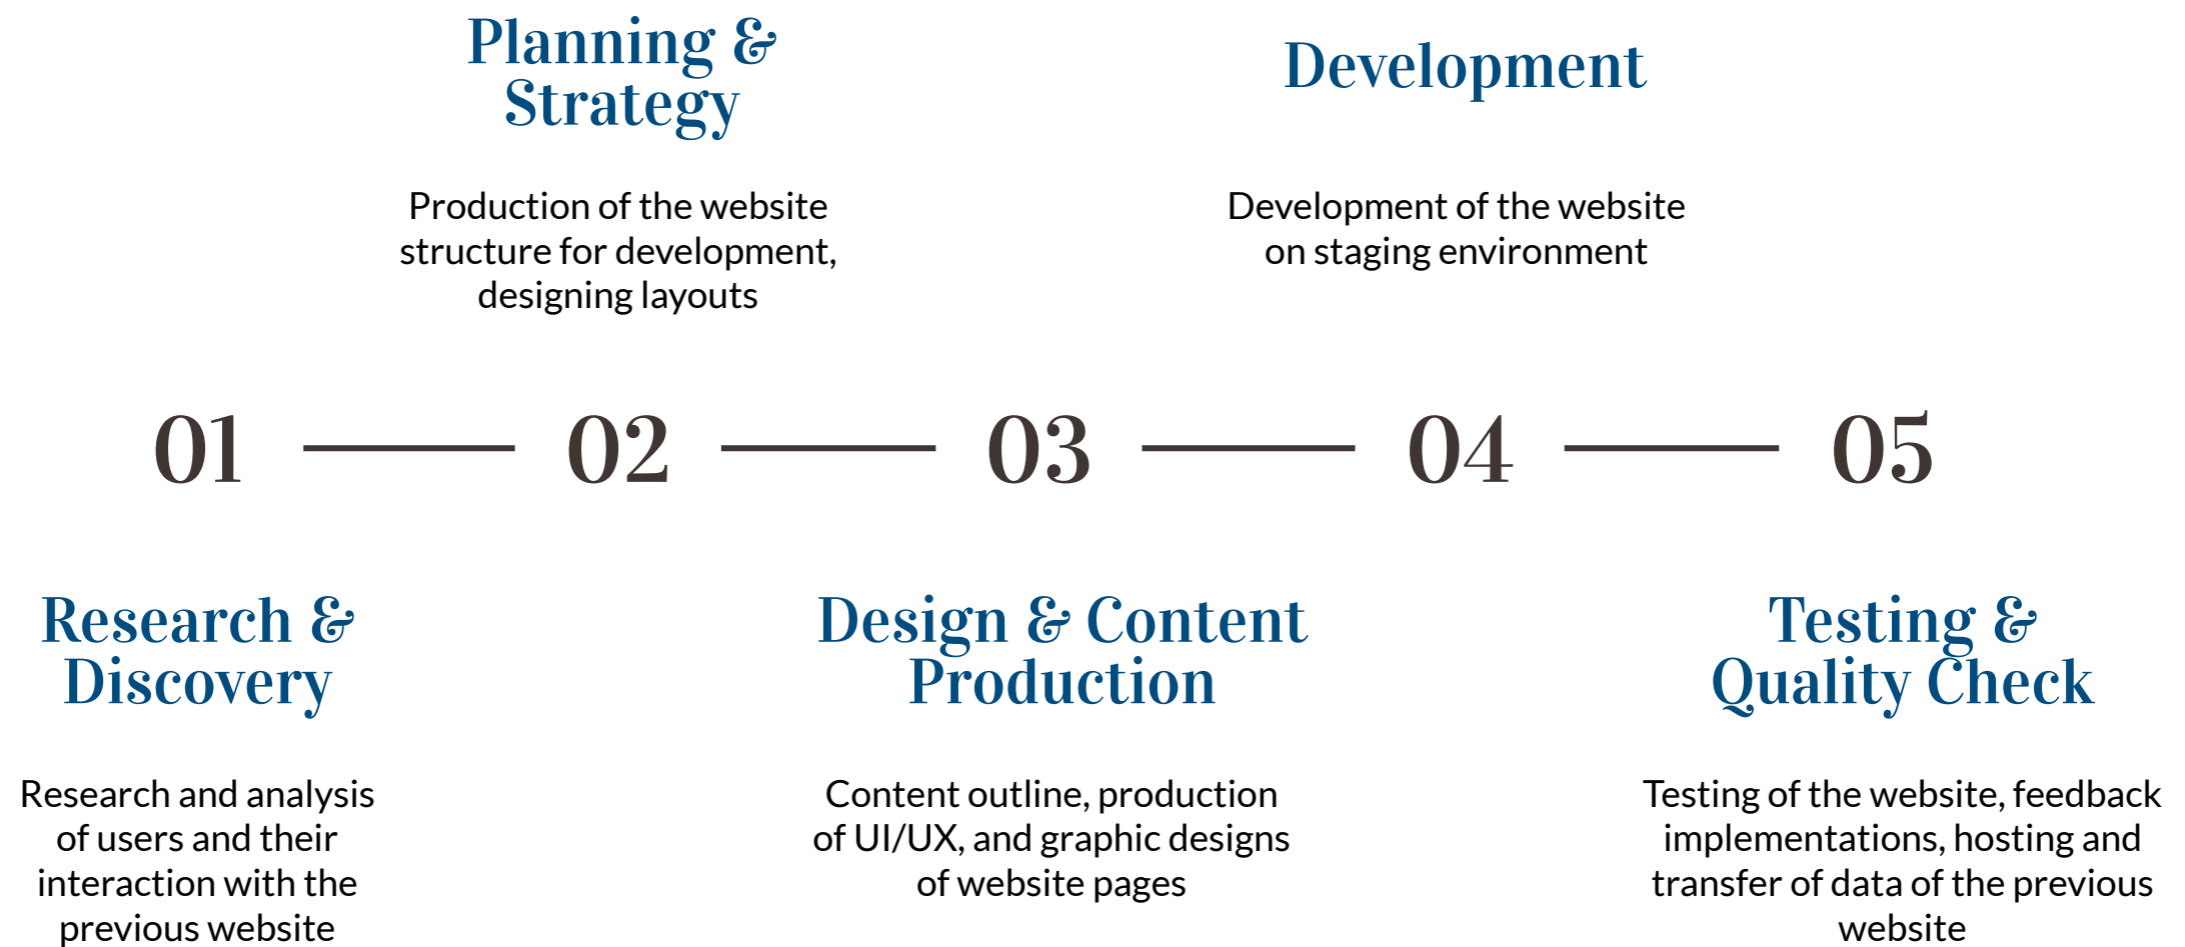 Planning &
Strategy
Production of the website
structure for development,
designing layouts
Development
Development of the website
on staging environment
01
02
03
04
05
Research &
Discovery
Research and analysis
of users and their
interaction with the
previous website
Design & Content
Production
Content outline, production
of UI/UX, and graphic designs
of website pages
Testing &
Quality Check
Testing of the website, feedback
implementations, hosting and
transfer of data of the previous
website